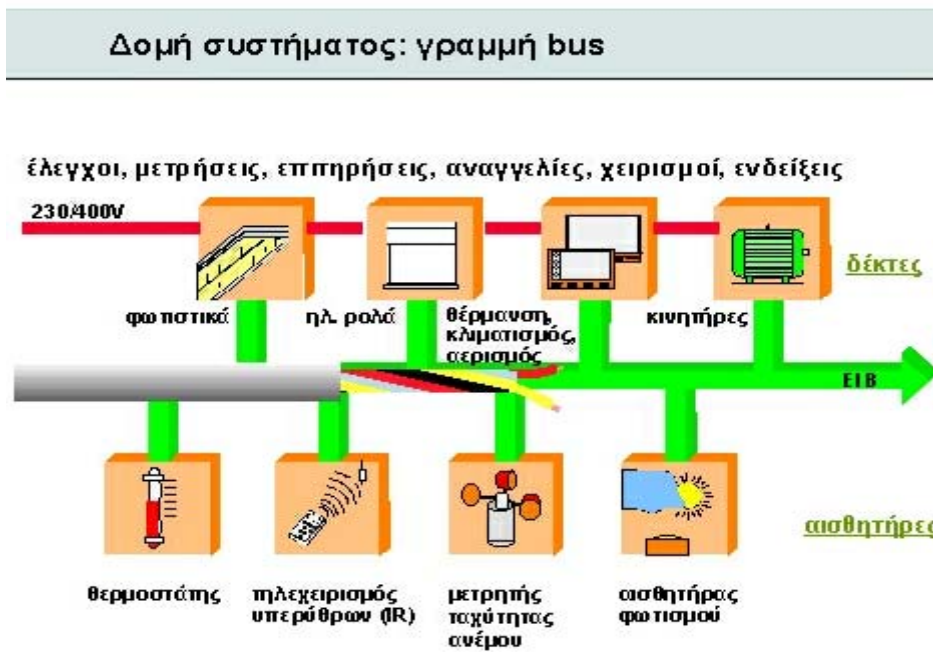 Δομή συστήματος: γραμμή bus
έλεγχοι, μετρήσεις, επιτηρήσεις, αναγγελίες, χειρισμοί, ενδείξεις
230/400V
δέκτες
φωτιστικά
ηλ. ρολά
θέρμανση,
κλιματισμός,
αερισμός
κινητήρες
EIB
αισθητήρες
θερμοστάτης
τηλεχειρισμός
υπερύθρων (IR)
μετρητής
ταχύτητας
ανέμου
αισθητήρας
φωτισμού